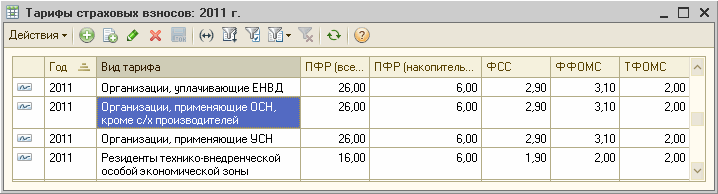 Тарифы страховых взносов: 2011 г.
Действия
Год Вид тарифа ПФР (все... ПФР (накопитель... ФСС ФФОМС ТФОМС
2011 Организации, уплачивающие ЕНВД 26,00 6,00 2,90 3,10 2,00
2011 Организации, применяющие ОСН, 26,00 6,00 2,90 3,10 2,00
кроме с/х производителей
2011 Организации, применяющие УСН 26,00 6,00 2,90 3,10 2,00
2011 Резиденты технико-внедренческой 16,00 6,00 1,90 2,00 2,00
особой экономической зоны